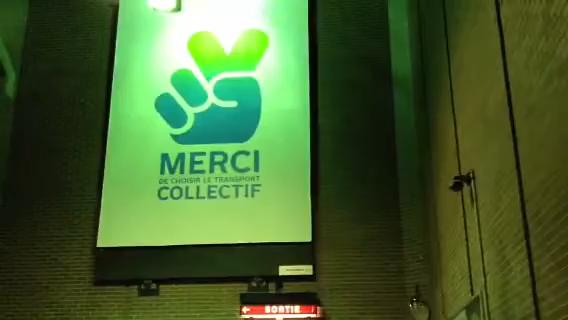 MERCI
DE CHOISIR LE TRANSPORT
COLLECTIF
← SORTIE